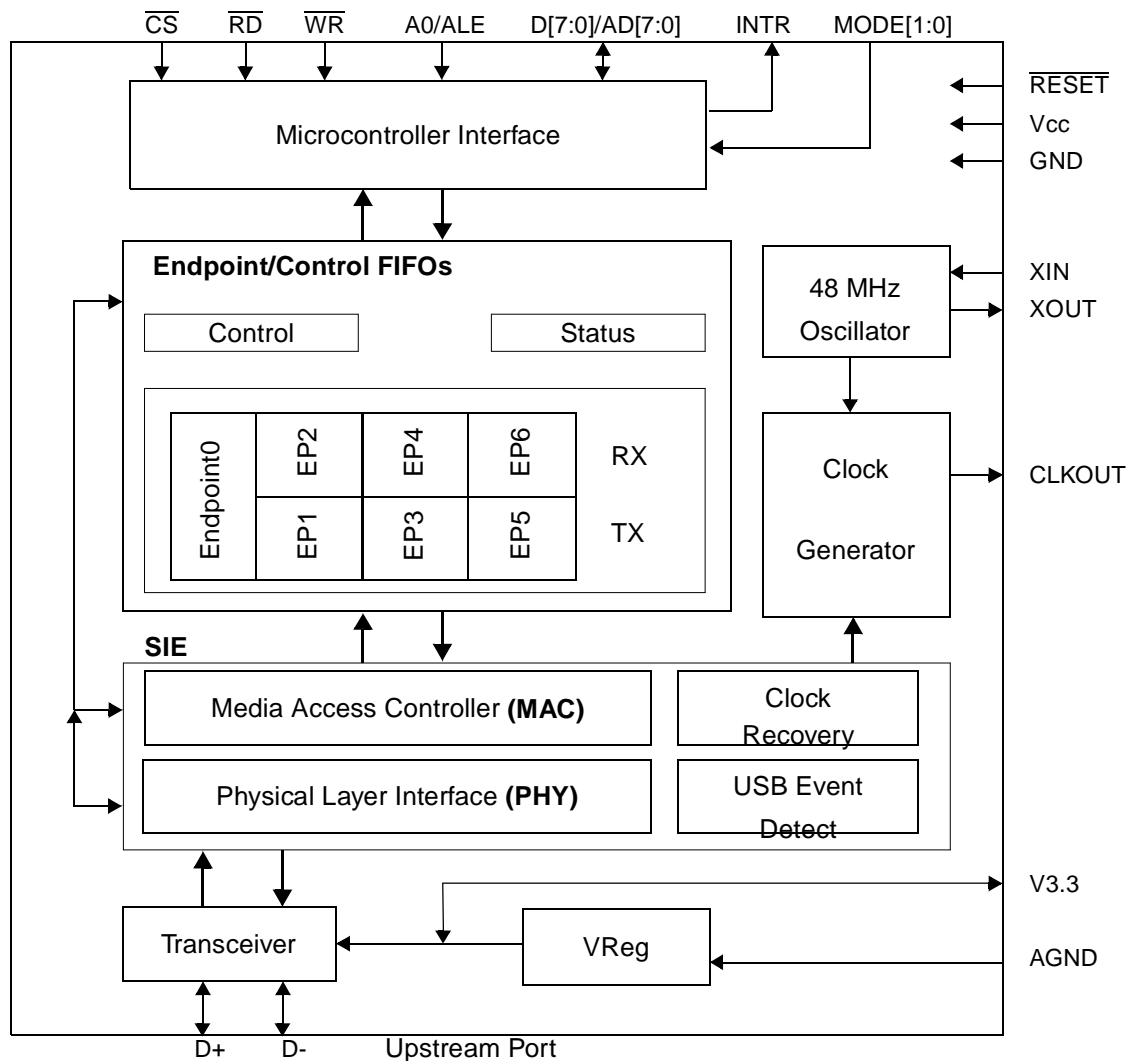 CS RD WR A0/ALE D[7:0]/AD[7:0] INTR MODE[1:0]
RESET
Microcontroller Interface
Vcc
GND
Endpoint/Control FIFOs
XIN
48 MHz
Oscillator
XOUT
Control
Status
Endpoint0
EP2
EP4
EP6
RX
EP1
EP3
EP5
TX
Clock
Generator
CLKOUT
SIE
Media Access Controller (MAC)
Clock
Recovery
Physical Layer Interface (PHY)
USB Event
Detect
V3.3
Transceiver
VReg
AGND
D+ D- Upstream Port